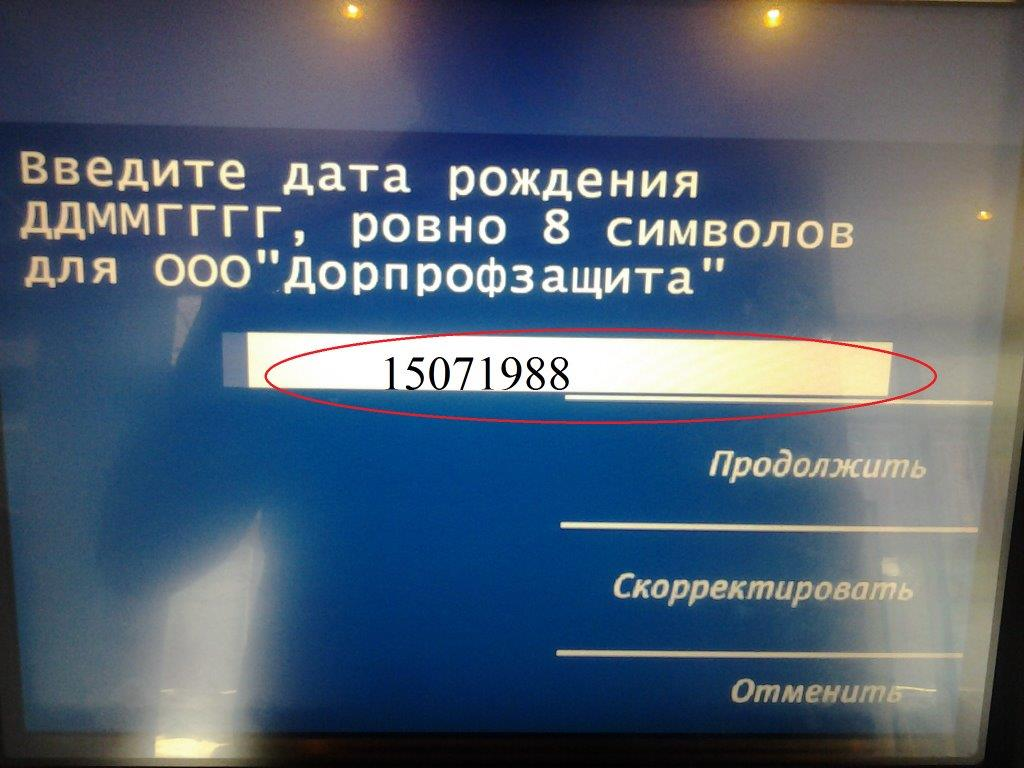 Введите дата рождения
ДДММГГГГ, ровно 8 символов
для ООО"Дорпрофзащита"
15071988
Продолжить
Скорректировать
Отменить